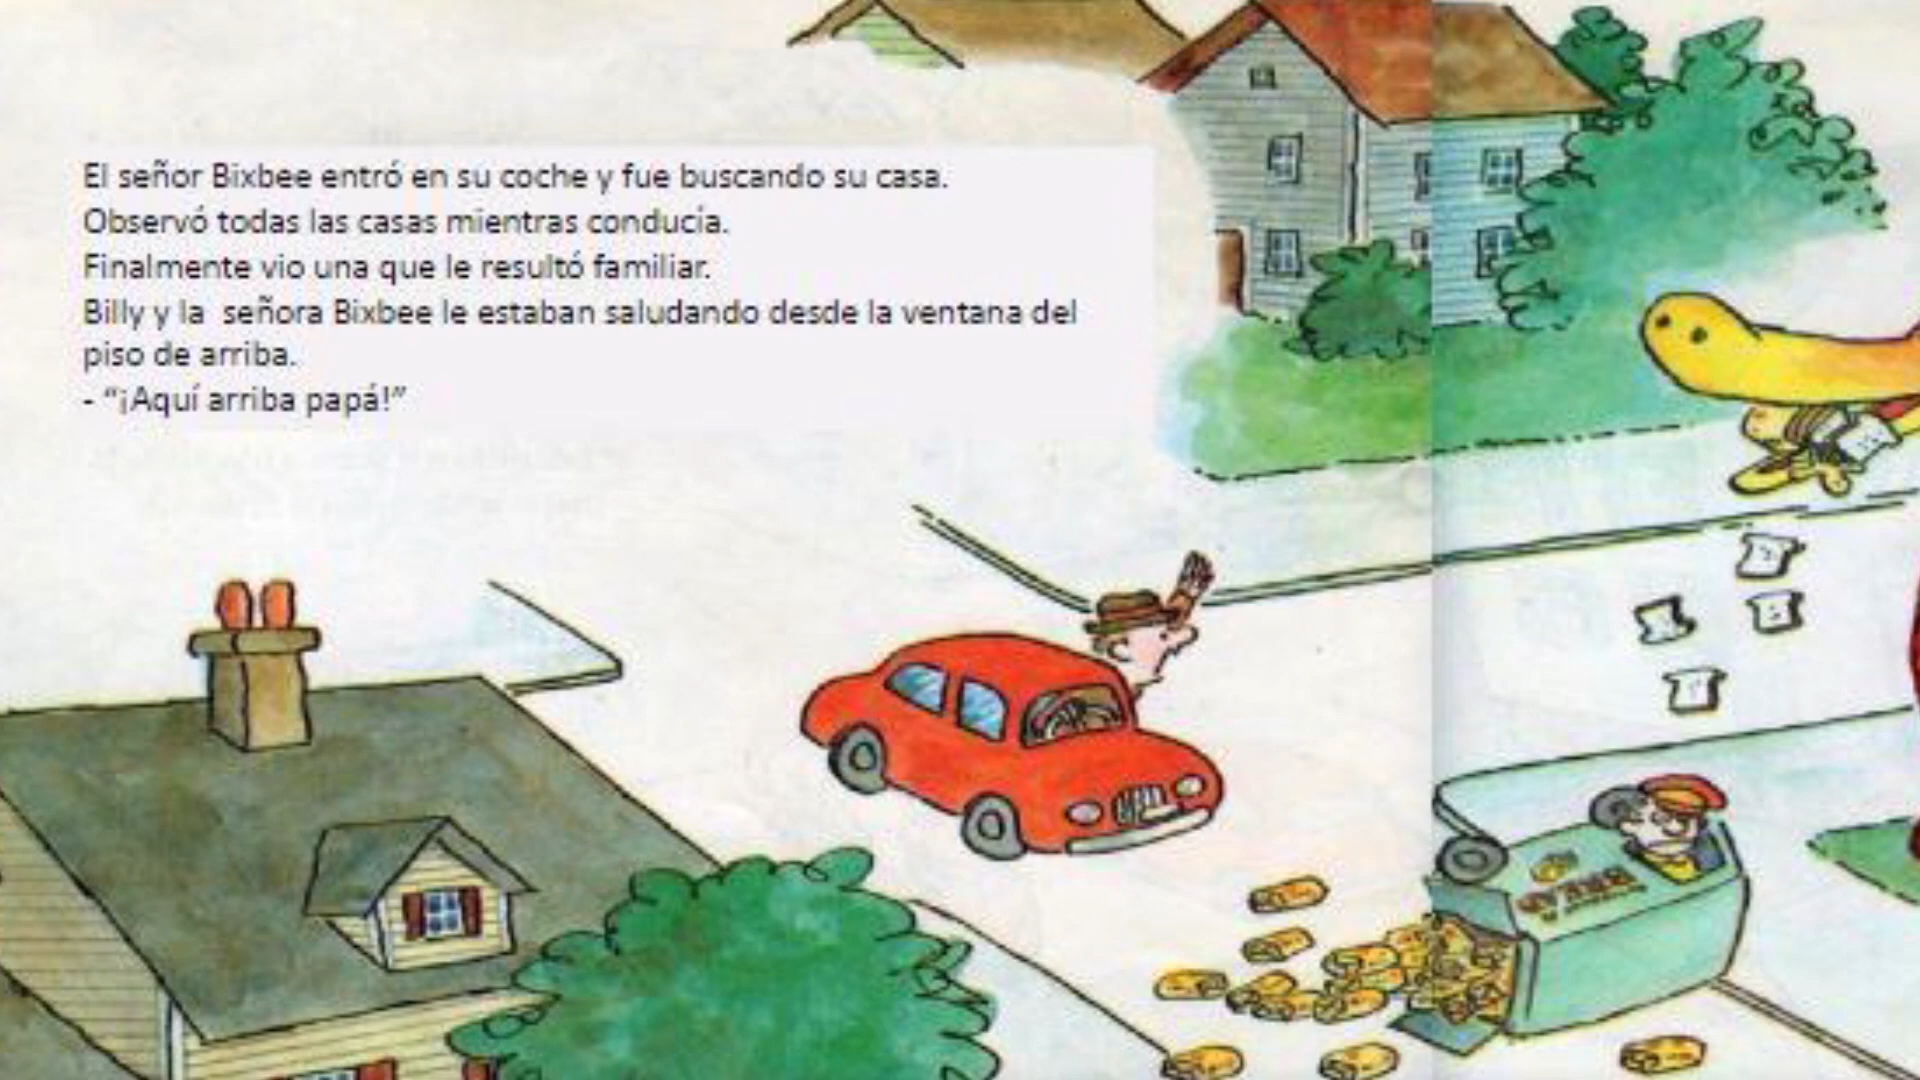 El señor Bixbee entró en su coche y fue buscando su casa.
Observó todas las casas mientras conducía.
Finalmente vio una que le resultó familiar.
Billy y la señora Bixbee le estaban saludando desde la ventana del
piso de arriba.
- “¡Aquí arriba papá!”